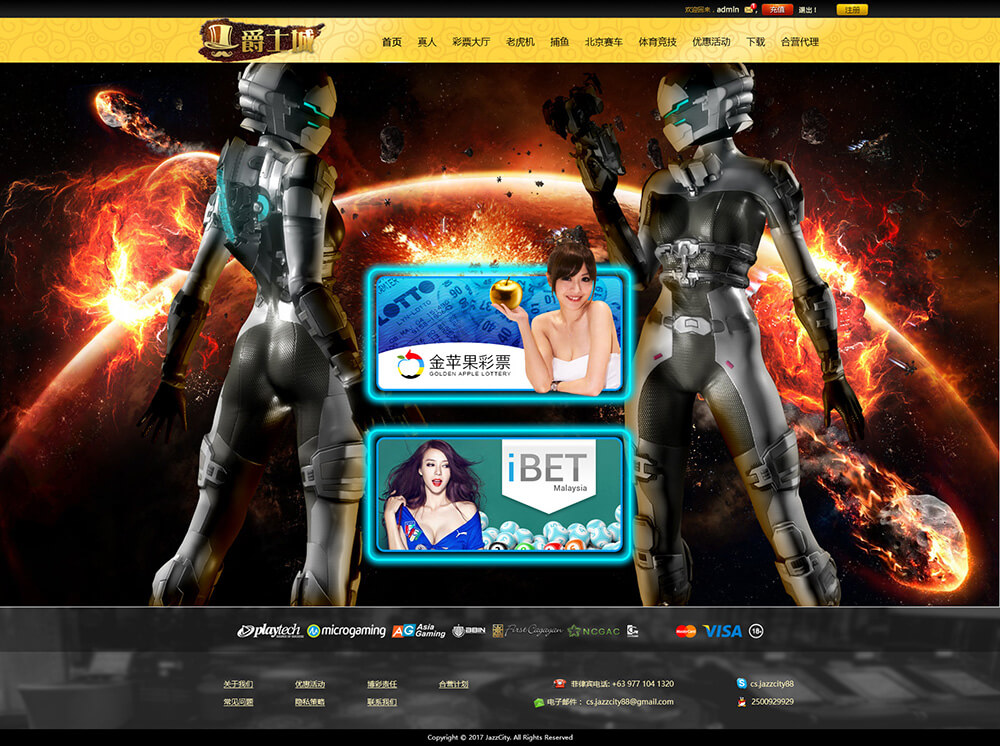 欢迎回来，admin 充值 退出！ 注册
爵士城
首页 真人 彩票大厅 老虎机 捕鱼 北京赛车 体育竞技 优惠活动 下载 合营代理
LOTTO
金苹果彩票
GOLDEN APPLE LOTTERY
iBET
Malaysia
playtech microgaming AG Asia Gaming BBIN First Cagayan NCGAC MasterCard VISA 18+
关于我们 优惠活动 博彩责任 合营计划 菲律宾电话: +63 977 104 1320 cs.jazzcity88
常见问题 隐私策略 联系我们 电子邮件： cs.jazzcity88@gmail.com 2500929929
Copyright © 2017 JazzCity. All Rights Reserved